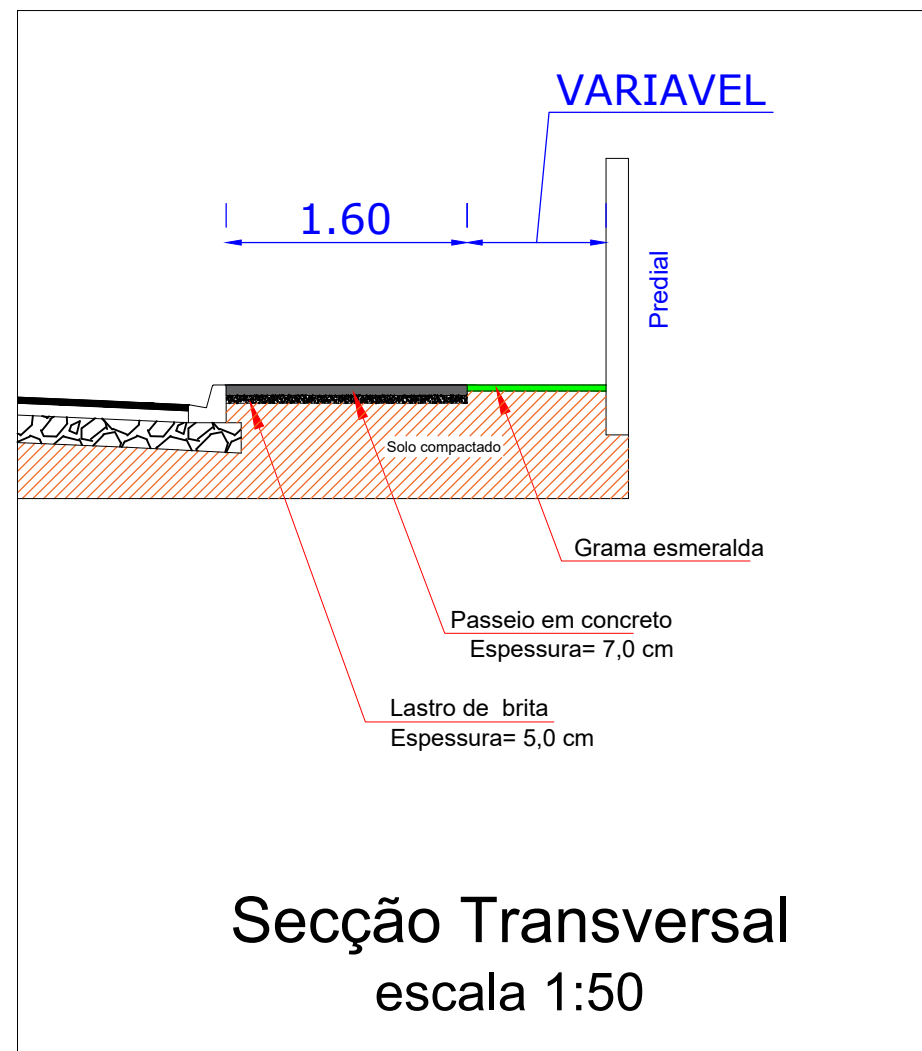 VARIAVEL
1.60
Predial
Solo compactado
Grama esmeralda
Passeio em concreto
Espessura= 7,0 cm
Lastro de brita
Espessura= 5,0 cm
Secção Transversal
escala 1:50